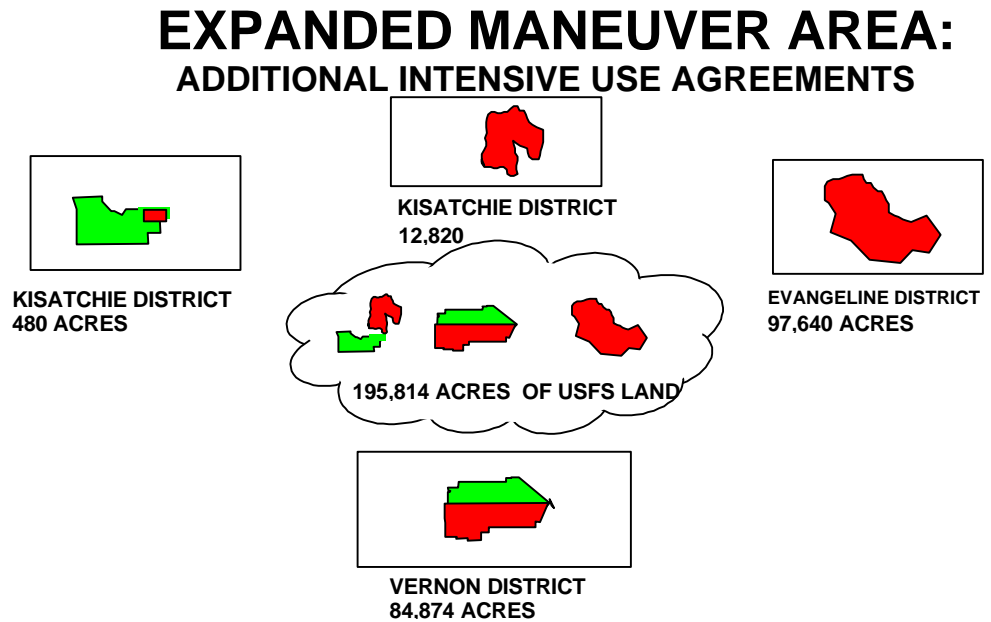 EXPANDED MANEUVER AREA:
ADDITIONAL INTENSIVE USE AGREEMENTS
KISATCHIE DISTRICT
12,820
KISATCHIE DISTRICT
480 ACRES
EVANGELINE DISTRICT
97,640 ACRES
195,814 ACRES OF USFS LAND
VERNON DISTRICT
84,874 ACRES